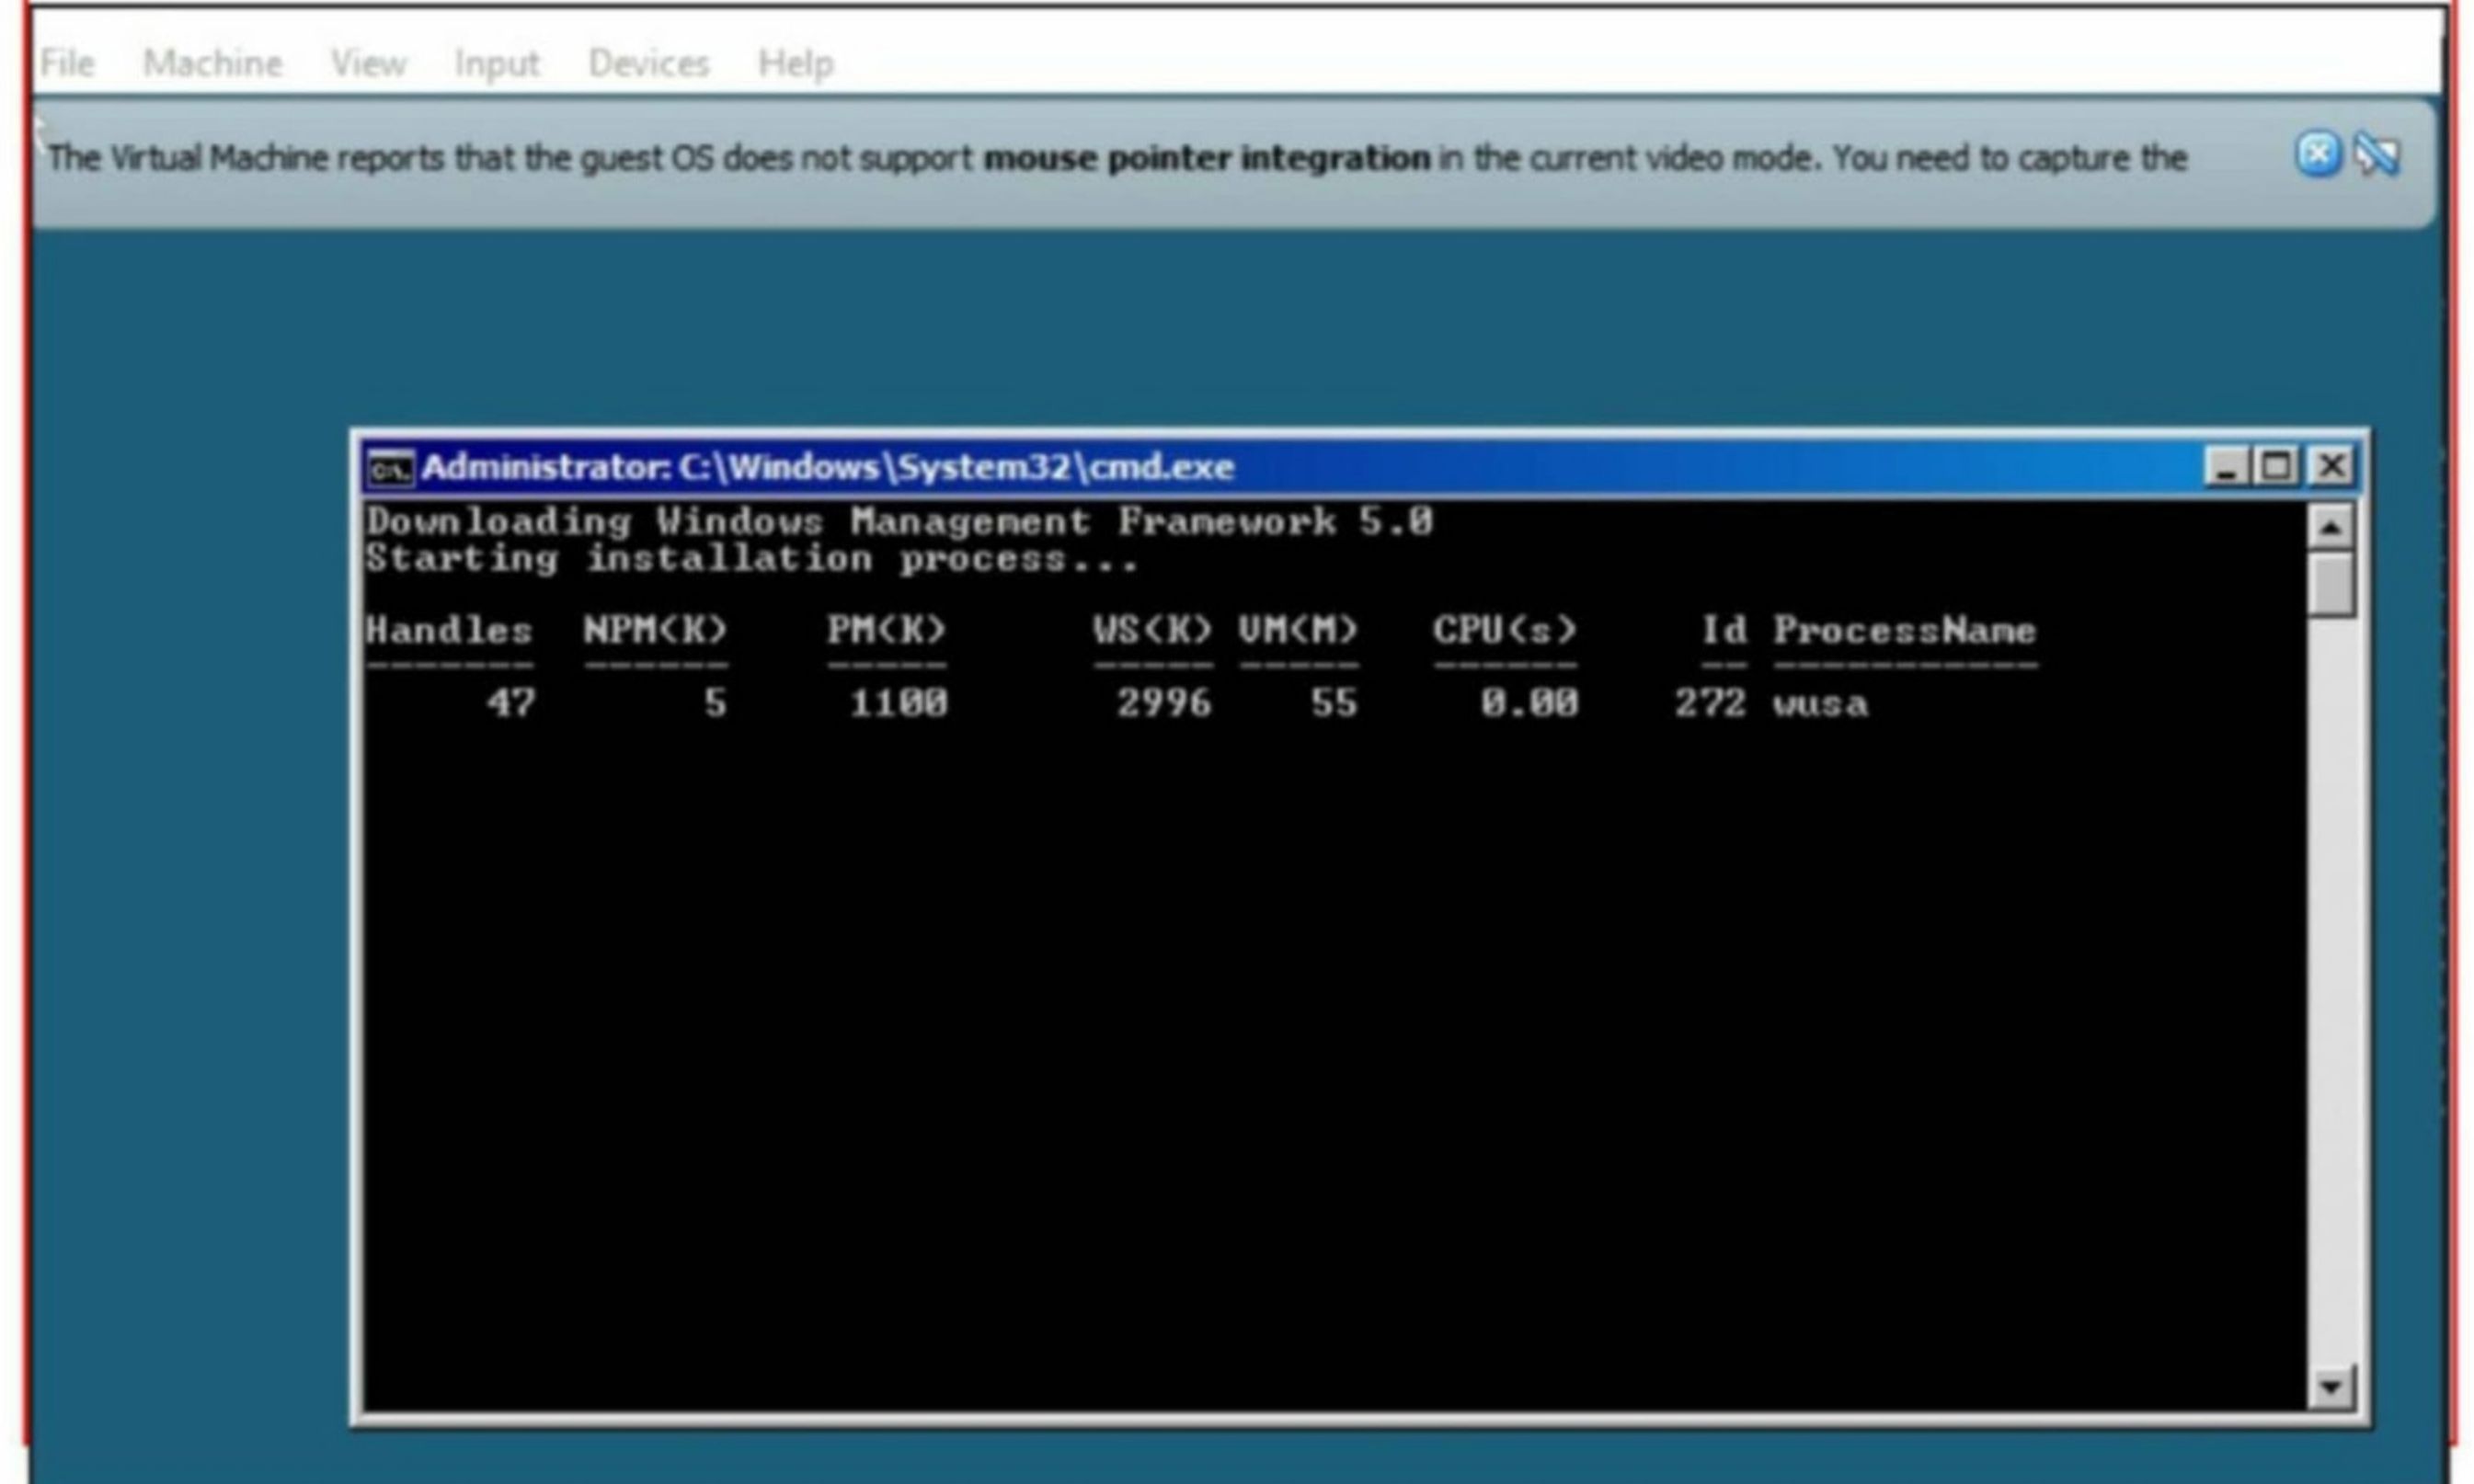 File Machine View Input Devices Help
The Virtual Machine reports that the guest OS does not support mouse pointer integration in the current video mode. You need to capture the
Administrator: C:\Windows\System32\cmd.exe
Downloading Windows Management Framework 5.0
Starting installation process...
Handles NPM(K) PM(K) WS(K) VM(M) CPU(s) Id ProcessName
------- ------ ----- ----- ----- ------ -- -----------
47 5 1100 2996 55 0.00 272 wusa